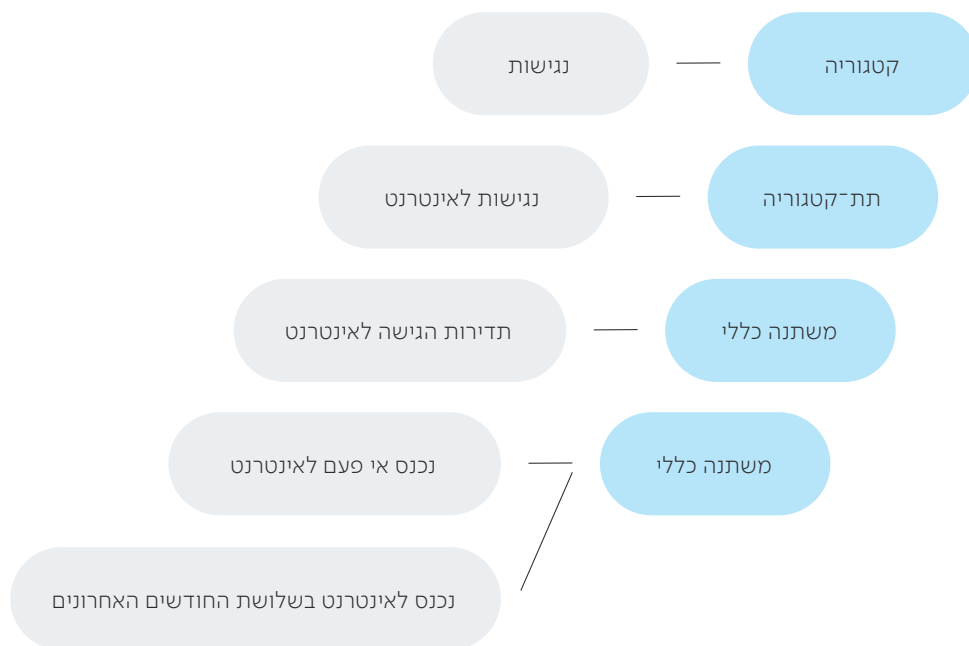 קטגוריה
נגישות
תת־קטגוריה
נגישות לאינטרנט
משתנה כללי
תדירות הגישה לאינטרנט
משתנה כללי
נכנס אי פעם לאינטרנט
נכנס לאינטרנט בשלושת החודשים האחרונים